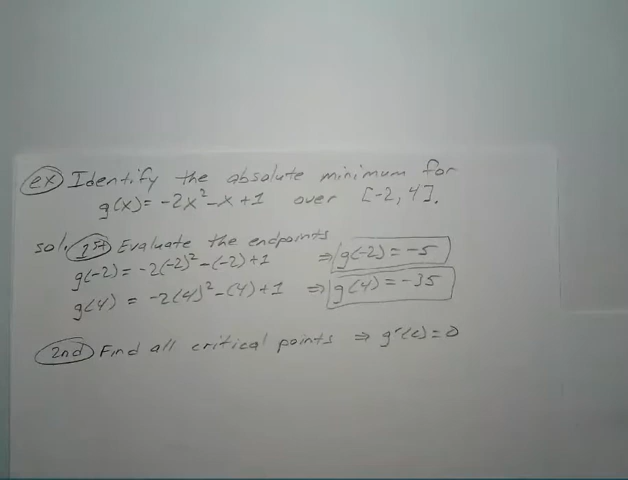 ex Identify the absolute minimum for
g(x) = -2x² - x + 1 over [-2, 4].
sol. 1st Evaluate the endpoints
g(-2) = -2(-2)² - (-2) + 1 ⇒ g(-2) = -5
g(4) = -2(4)² - (4) + 1 ⇒ g(4) = -35
2nd Find all critical points ⇒ g'(c) = 0